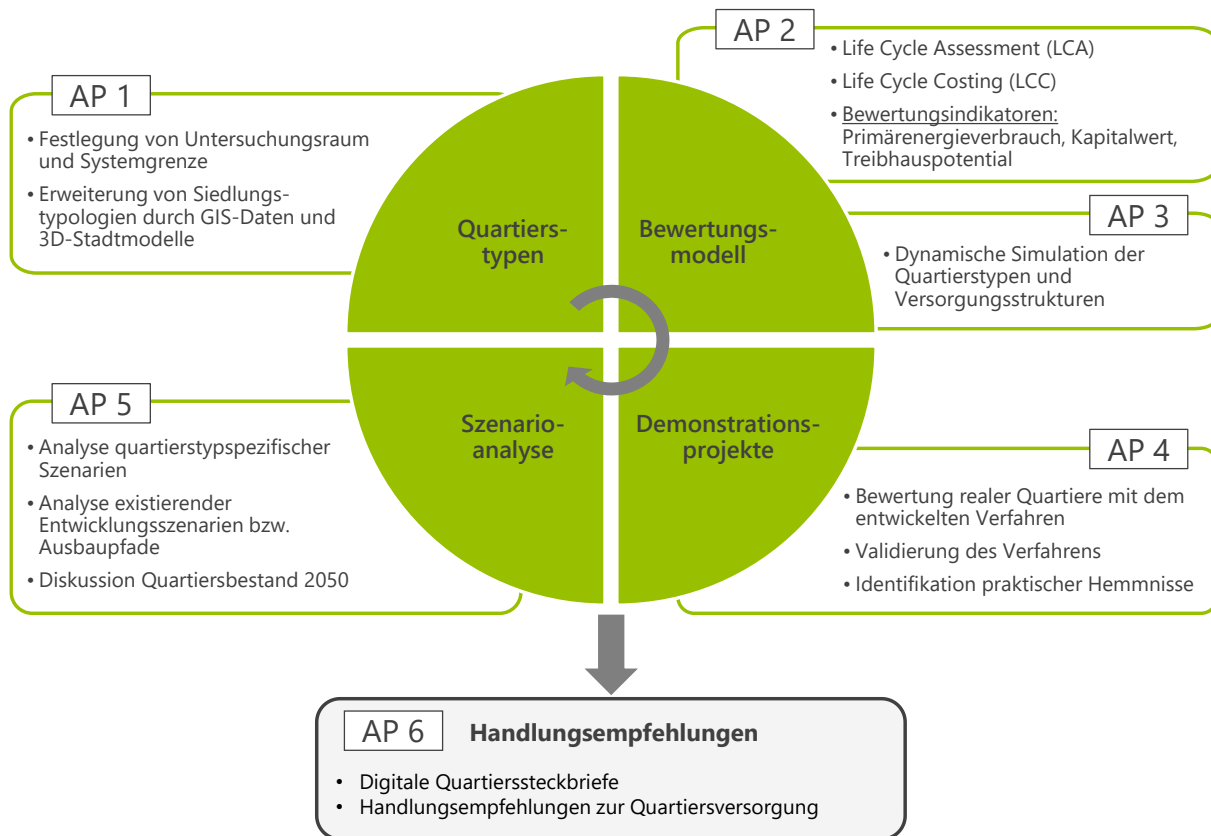 AP 1
• Festlegung von Untersuchungsraum
und Systemgrenze
• Erweiterung von Siedlungs-
typologien durch GIS-Daten und
3D-Stadtmodelle
AP 2
• Life Cycle Assessment (LCA)
• Life Cycle Costing (LCC)
• Bewertungsindikatoren:
Primärenergieverbrauch, Kapitalwert,
Treibhauspotential
AP 3
• Dynamische Simulation der
Quartierstypen und
Versorgungsstrukturen
Quartiers-
typen
Bewertungs-
modell
Szenario-
analyse
Demonstrations-
projekte
AP 4
• Bewertung realer Quartiere mit dem
entwickelten Verfahren
• Validierung des Verfahrens
• Identifikation praktischer Hemmnisse
AP 5
• Analyse quartierstypspezifischer
Szenarien
• Analyse existierender
Entwicklungsszenarien bzw.
Ausbaupfade
• Diskussion Quartiersbestand 2050
AP 6 Handlungsempfehlungen
• Digitale Quartierssteckbriefe
• Handlungsempfehlungen zur Quartiersversorgung